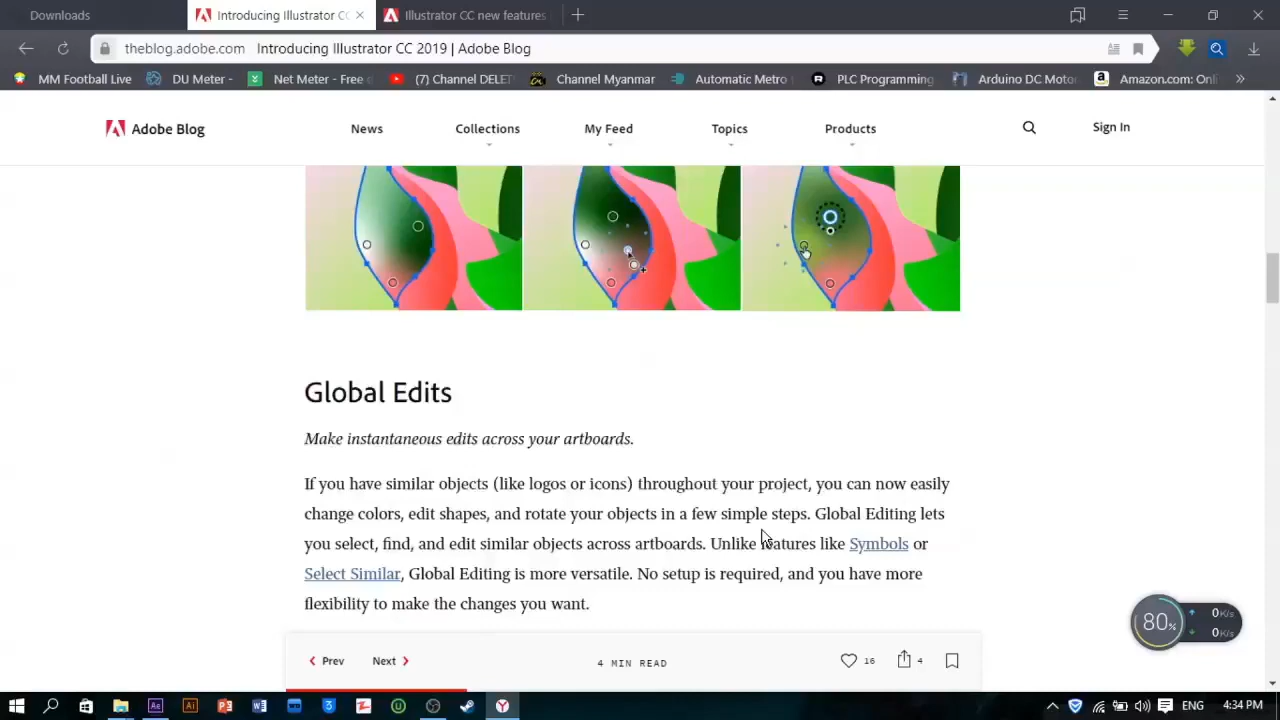 Downloads
Introducing Illustrator CC
Illustrator CC new features
theblog.adobe.com Introducing Illustrator CC 2019 | Adobe Blog
MM Football Live
DU Meter -
Net Meter - Free
(7) Channel DELET
Channel Myanmar
Automatic Metro
PLC Programming
Arduino DC Motor
Amazon.com: Onli
Adobe Blog
News
Collections
My Feed
Topics
Products
Sign In
Global Edits
Make instantaneous edits across your artboards.
If you have similar objects (like logos or icons) throughout your project, you can now easily
change colors, edit shapes, and rotate your objects in a few simple steps. Global Editing lets
you select, find, and edit similar objects across artboards. Unlike features like Symbols or
Select Similar, Global Editing is more versatile. No setup is required, and you have more
flexibility to make the changes you want.
80%
0K/s
0K/s
Prev
Next
4 MIN READ
16
4
ENG
4:34 PM